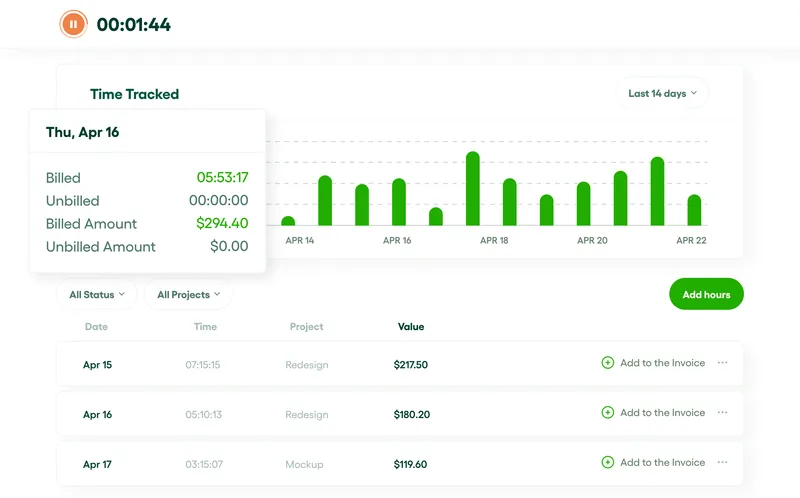 00:01:44
Time Tracked
Last 14 days
Thu, Apr 16
Billed 05:53:17
Unbilled 00:00:00
Billed Amount $294.40
Unbilled Amount $0.00
APR 14 APR 16 APR 18 APR 20 APR 22
All Status All Projects Add hours
Date Time Project Value
Apr 15 07:15:15 Redesign $217.50 Add to the Invoice
Apr 16 05:10:13 Redesign $180.20 Add to the Invoice
Apr 17 03:15:07 Mockup $119.60 Add to the Invoice